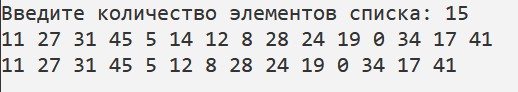 Введите количество элементов списка: 15
11 27 31 45 5 14 12 8 28 24 19 0 34 17 41
11 27 31 45 5 12 8 28 24 19 0 34 17 41